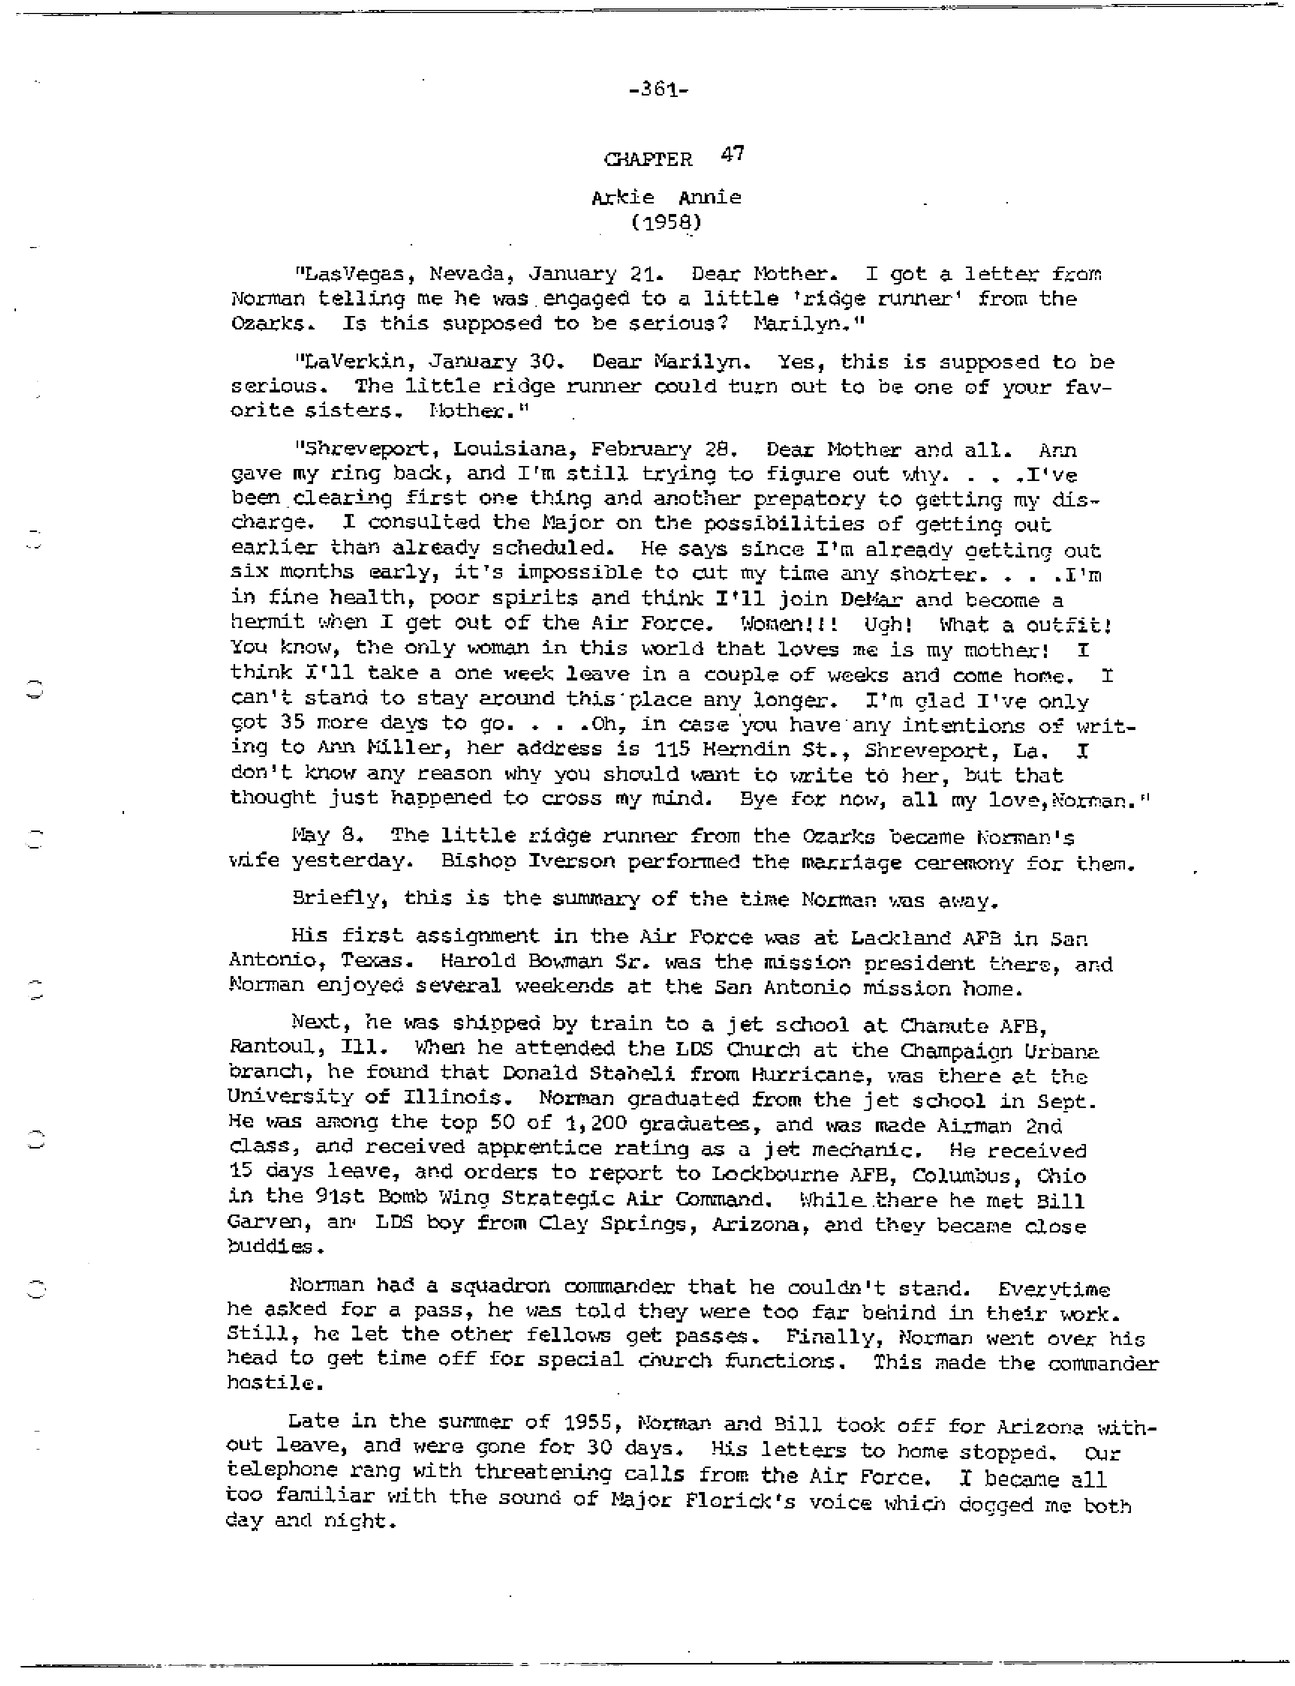 -361-
CHAPTER 47
Arkie Annie
(1958)
"LasVegas, Nevada, January 21. Dear Mother. I got a letter from
Norman telling me he was engaged to a little 'ridge runner' from the
Ozarks. Is this supposed to be serious? Marilyn."
"LaVerkin, January 30. Dear Marilyn. Yes, this is supposed to be
serious. The little ridge runner could turn out to be one of your fav-
orite sisters. Mother."
"Shreveport, Louisiana, February 28. Dear Mother and all. Ann
gave my ring back, and I'm still trying to figure out why. . . .I've
been clearing first one thing and another prepatory to getting my dis-
charge. I consulted the Major on the possibilities of getting out
earlier than already scheduled. He says since I'm already getting out
six months early, it's impossible to cut my time any shorter. . . .I'm
in fine health, poor spirits and think I'll join DeMar and become a
hermit when I get out of the Air Force. Women!!! Ugh! What a outfit!
You know, the only woman in this world that loves me is my mother! I
think I'll take a one week leave in a couple of weeks and come home. I
can't stand to stay around this place any longer. I'm glad I've only
got 35 more days to go. . . .Oh, in case you have any intentions of writ-
ing to Ann Miller, her address is 115 Herndin St., Shreveport, La. I
don't know any reason why you should want to write to her, but that
thought just happened to cross my mind. Bye for now, all my love,Norman."
May 8. The little ridge runner from the Ozarks became Norman's
wife yesterday. Bishop Iverson performed the marriage ceremony for them.
Briefly, this is the summary of the time Norman was away.
His first assignment in the Air Force was at Lackland AFB in San
Antonio, Texas. Harold Bowman Sr. was the mission president there, and
Norman enjoyed several weekends at the San Antonio mission home.
Next, he was shipped by train to a jet school at Chanute AFB,
Rantoul, Ill. When he attended the LDS Church at the Champaign Urbana
branch, he found that Donald Staheli from Hurricane, was there at the
University of Illinois. Norman graduated from the jet school in Sept.
He was among the top 50 of 1,200 graduates, and was made Airman 2nd
class, and received apprentice rating as a jet mechanic. He received
15 days leave, and orders to report to Lockbourne AFB, Columbus, Ohio
in the 91st Bomb Wing Strategic Air Command. While there he met Bill
Garven, an LDS boy from Clay Springs, Arizona, and they became close
buddies.
Norman had a squadron commander that he couldn't stand. Everytime
he asked for a pass, he was told they were too far behind in their work.
Still, he let the other fellows get passes. Finally, Norman went over his
head to get time off for special church functions. This made the commander
hostile.
Late in the summer of 1955, Norman and Bill took off for Arizona with-
out leave, and were gone for 30 days. His letters to home stopped. Our
telephone rang with threatening calls from the Air Force. I became all
too familiar with the sound of Major Florick's voice which dogged me both
day and night.